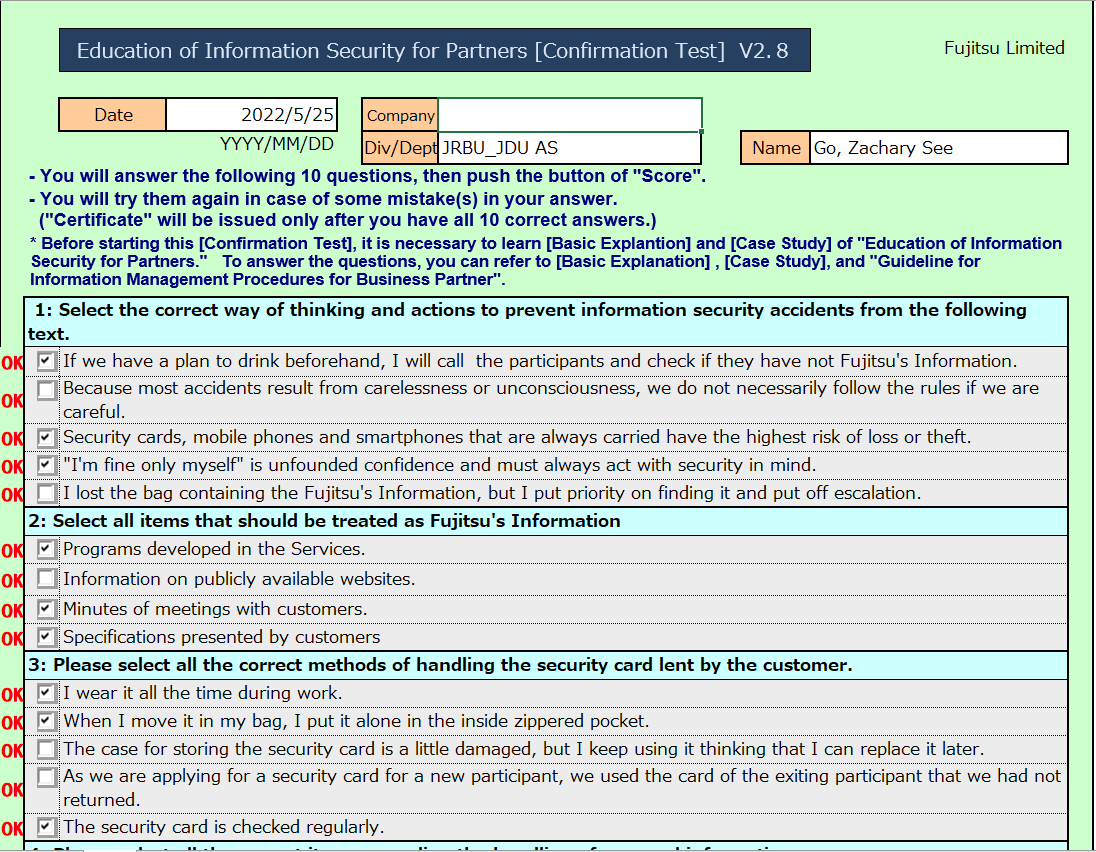 Education of Information Security for Partners [Confirmation Test] V2.8
Fujitsu Limited
Date 2022/5/25
Company
YYYY/MM/DD
Div/Dept JRBU_JDU AS
Name Go, Zachary See
- You will answer the following 10 questions, then push the button of "Score".
- You will try them again in case of some mistake(s) in your answer.
("Certificate" will be issued only after you have all 10 correct answers.)
* Before starting this [Confirmation Test], it is necessary to learn [Basic Explantion] and [Case Study] of "Education of Information
Security for Partners." To answer the questions, you can refer to [Basic Explanation] , [Case Study], and "Guideline for
Information Management Procedures for Business Partner".
1: Select the correct way of thinking and actions to prevent information security accidents from the following
text.
OK If we have a plan to drink beforehand, I will call the participants and check if they have not Fujitsu's Information.
Because most accidents result from carelessness or unconsciousness, we do not necessarily follow the rules if we are
OK careful.
OK Security cards, mobile phones and smartphones that are always carried have the highest risk of loss or theft.
OK "I'm fine only myself" is unfounded confidence and must always act with security in mind.
OK I lost the bag containing the Fujitsu's Information, but I put priority on finding it and put off escalation.
2: Select all items that should be treated as Fujitsu's Information
OK Programs developed in the Services.
OK Information on publicly available websites.
OK Minutes of meetings with customers.
OK Specifications presented by customers
3: Please select all the correct methods of handling the security card lent by the customer.
OK I wear it all the time during work.
OK When I move it in my bag, I put it alone in the inside zippered pocket.
OK The case for storing the security card is a little damaged, but I keep using it thinking that I can replace it later.
As we are applying for a security card for a new participant, we used the card of the exiting participant that we had not
OK returned.
OK The security card is checked regularly.